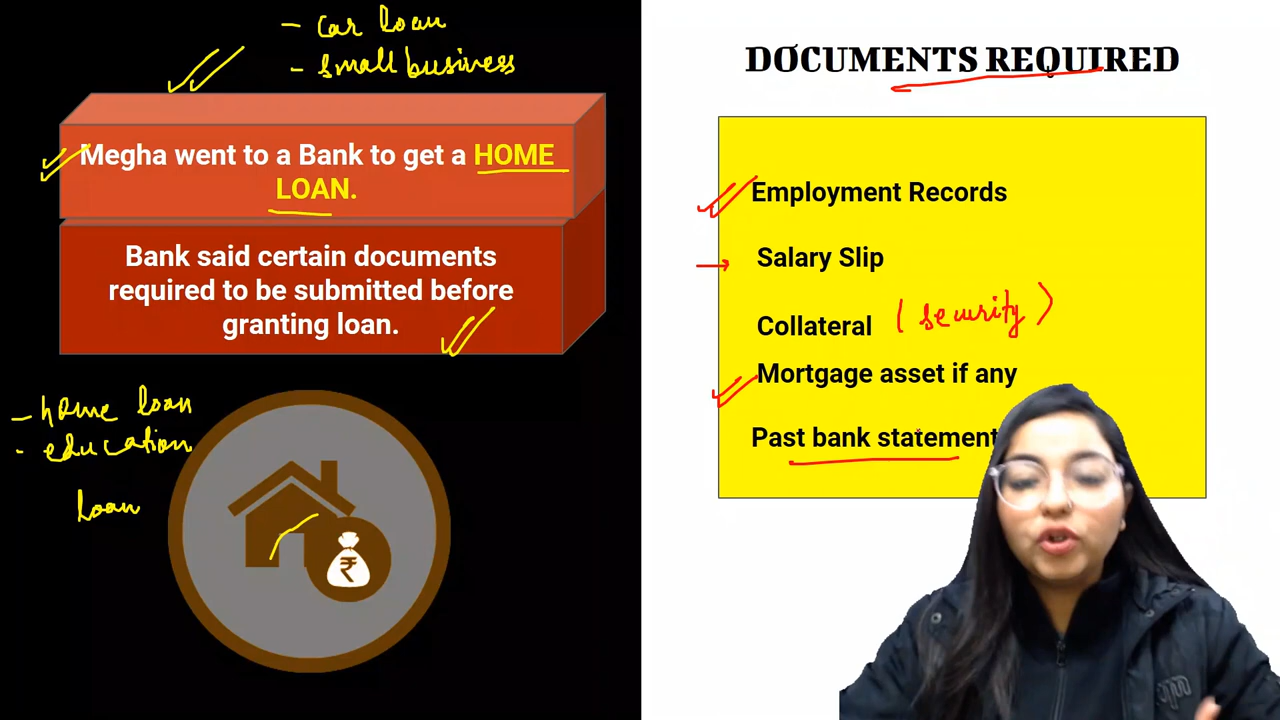 - car loan
- small business
Megha went to a Bank to get a HOME
LOAN.
Bank said certain documents
required to be submitted before
granting loan.
- home loan
- education
loan
₹
DOCUMENTS REQUIRED
Employment Records
Salary Slip
Collateral (security)
Mortgage asset if any
Past bank statement